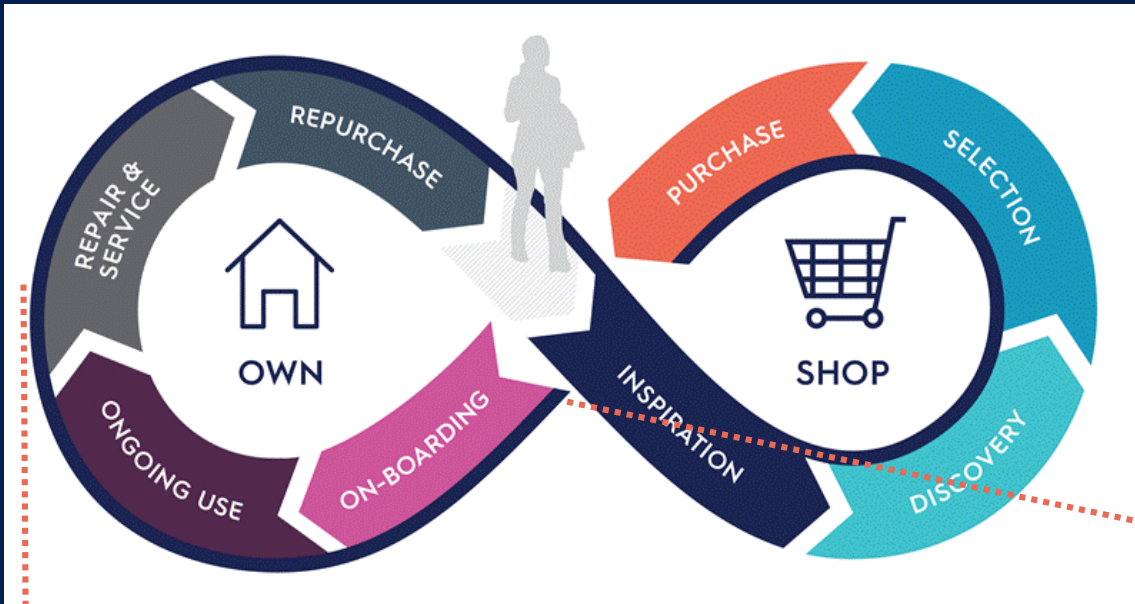 REPURCHASE
REPAIR &
SERVICE
OWN
ONGOING USE
ON-BOARDING
INSPIRATION
PURCHASE
SELECTION
SHOP
DISCOVERY